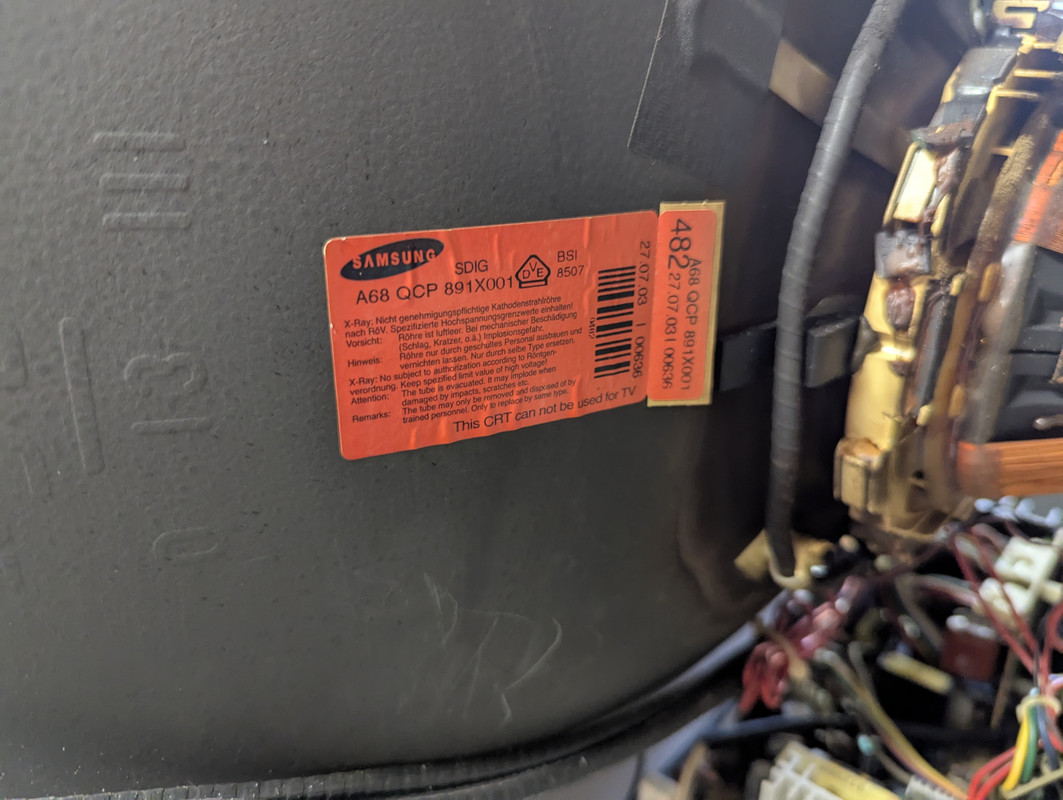 SAMSUNG
SDIG
A68 QCP 891X001
DVE
BSI
8507
X-Ray: Nicht genehmigungspflichtige Kathodenstrahlröhre
nach RöV. Spezifizierte Hochspannungsgrenzwerte einhalten!
Vorsicht: Röhre ist luftleer. Bei mechanischer Beschädigung
(Schlag, Kratzer, o.ä.) Implosionsgefahr.
Hinweis: Röhre nur durch geschultes Personal ausbauen und
vernichten lassen. Nur durch selbe Type ersetzen.
X-Ray: No subject to authorization according to Röntgen-
verordnung. Keep spezified limit value of high voltage!
Attention: The tube is evacuated. It may implode when
damaged by impacts, scratches etc.
Remarks: The tube may only be removed and disposed of by
trained personnel. Only to replace by same type.
This CRT can not be used for TV
27.07.03 I 00636
482
A68 QCP 891X001
27.07.03 I 00636